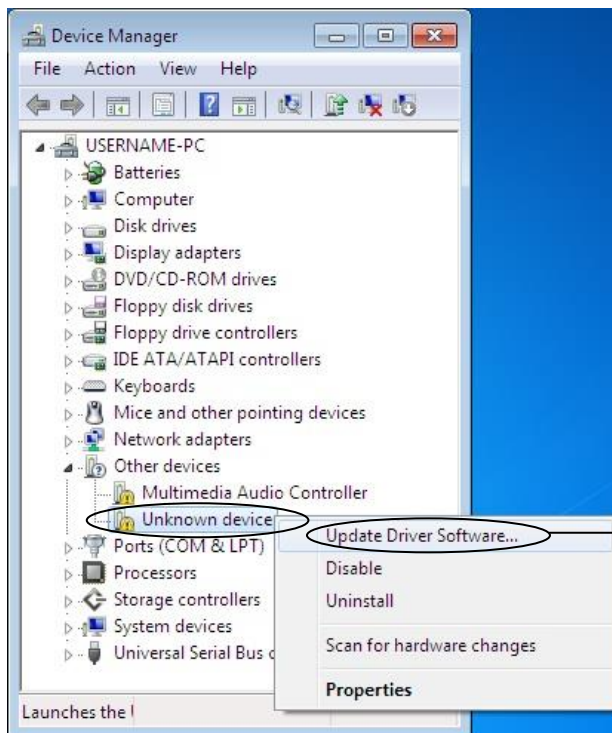 Device Manager
File Action View Help
USERNAME-PC
Batteries
Computer
Disk drives
Display adapters
DVD/CD-ROM drives
Floppy disk drives
Floppy drive controllers
IDE ATA/ATAPI controllers
Keyboards
Mice and other pointing devices
Network adapters
Other devices
Multimedia Audio Controller
Unknown device
Update Driver Software...
Ports (COM & LPT)
Disable
Processors
Storage controllers
Uninstall
System devices
Scan for hardware changes
Universal Serial Bus
Properties
Launches the